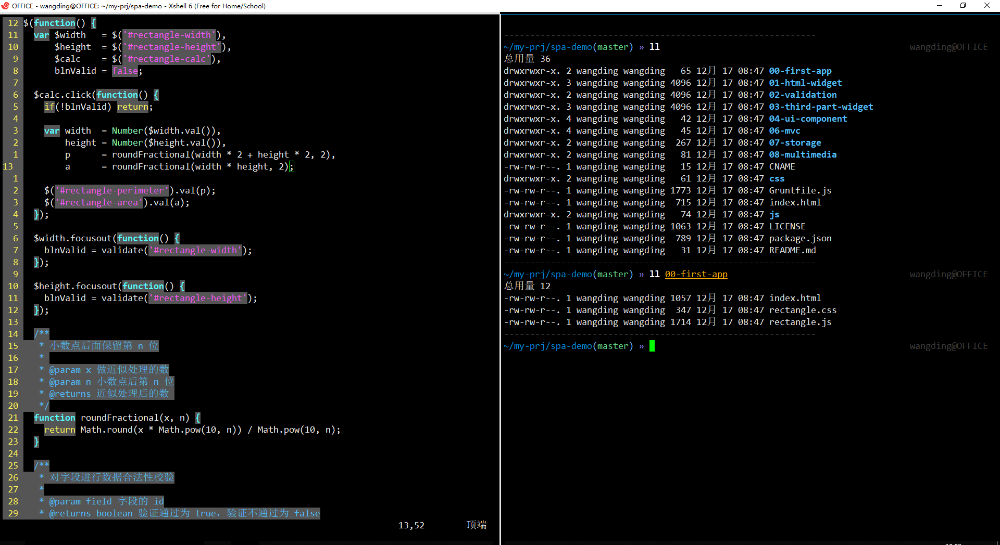 OFFICE - wangding@OFFICE: ~/my-prj/spa-demo - Xshell 6 (Free for Home/School)
12 $(function() {
11   var $width   = $('#rectangle-width'),
10       $height  = $('#rectangle-height'),
9       $calc    = $('#rectangle-calc'),
8       blnValid = false;
7
6   $calc.click(function() {
5     if(!blnValid) return;
4
3     var width  = Number($width.val()),
2         height = Number($height.val()),
1         p      = roundFractional(width * 2 + height * 2, 2),
13         a      = roundFractional(width * height, 2);
1
2     $('#rectangle-perimeter').val(p);
3     $('#rectangle-area').val(a);
4   });
5
6   $width.focusout(function() {
7     blnValid = validate('#rectangle-width');
8   });
9
10   $height.focusout(function() {
11     blnValid = validate('#rectangle-height');
12   });
13
14   /**
15    * 小数点后面保留第 n 位
16    *
17    * @param x 做近似处理的数
18    * @param n 小数点后第 n 位
19    * @returns 近似处理后的数
20    */
21   function roundFractional(x, n) {
22     return Math.round(x * Math.pow(10, n)) / Math.pow(10, n);
23   }
24
25   /**
26    * 对字段进行数据合法性校验
27    *
28    * @param field 字段的 id
29    * @returns boolean 验证通过为 true，验证不通过为 false
13,52 顶端
~/my-prj/spa-demo(master) » ll wangding@OFFICE
总用量 36
drwxrwxr-x. 2 wangding wangding   65 12月 17 08:47 00-first-app
drwxrwxr-x. 3 wangding wangding 4096 12月 17 08:47 01-html-widget
drwxrwxr-x. 2 wangding wangding 4096 12月 17 08:47 02-validation
drwxrwxr-x. 3 wangding wangding 4096 12月 17 08:47 03-third-part-widget
drwxrwxr-x. 4 wangding wangding   42 12月 17 08:47 04-ui-component
drwxrwxr-x. 4 wangding wangding   45 12月 17 08:47 06-mvc
drwxrwxr-x. 2 wangding wangding  267 12月 17 08:47 07-storage
drwxrwxr-x. 2 wangding wangding   81 12月 17 08:47 08-multimedia
-rw-rw-r--. 1 wangding wangding   15 12月 17 08:47 CNAME
drwxrwxr-x. 2 wangding wangding   61 12月 17 08:47 css
-rw-rw-r--. 1 wangding wangding 1773 12月 17 08:47 Gruntfile.js
-rw-rw-r--. 1 wangding wangding  715 12月 17 08:47 index.html
drwxrwxr-x. 2 wangding wangding   74 12月 17 08:47 js
-rw-rw-r--. 1 wangding wangding 1063 12月 17 08:47 LICENSE
-rw-rw-r--. 1 wangding wangding  789 12月 17 08:47 package.json
-rw-rw-r--. 1 wangding wangding   31 12月 17 08:47 README.md
~/my-prj/spa-demo(master) » ll 00-first-app wangding@OFFICE
总用量 12
-rw-rw-r--. 1 wangding wangding 1057 12月 17 08:47 index.html
-rw-rw-r--. 1 wangding wangding  347 12月 17 08:47 rectangle.css
-rw-rw-r--. 1 wangding wangding 1714 12月 17 08:47 rectangle.js
~/my-prj/spa-demo(master) » wangding@OFFICE